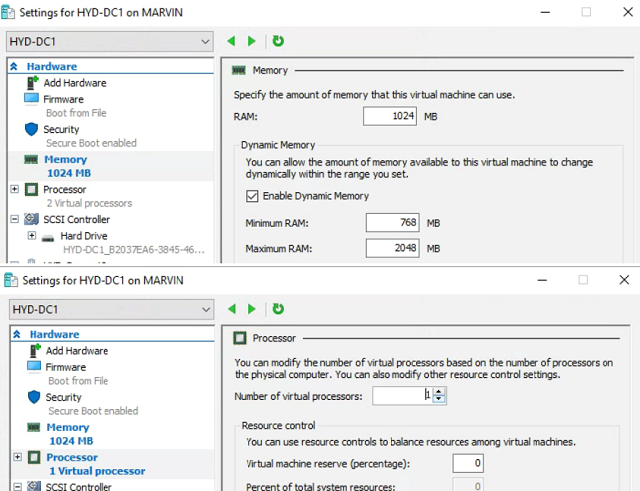 Settings for HYD-DC1 on MARVIN
HYD-DC1
Hardware
Add Hardware
Firmware
Boot from File
Security
Secure Boot enabled
Memory
1024 MB
Processor
2 Virtual processors
SCSI Controller
Hard Drive
HYD-DC1_B2037EA6-3845-46...
Memory
Specify the amount of memory that this virtual machine can use.
RAM: 1024 MB
Dynamic Memory
You can allow the amount of memory available to this virtual machine to change
dynamically within the range you set.
Enable Dynamic Memory
Minimum RAM: 768 MB
Maximum RAM: 2048 MB
Settings for HYD-DC1 on MARVIN
HYD-DC1
Hardware
Add Hardware
Firmware
Boot from File
Security
Secure Boot enabled
Memory
1024 MB
Processor
1 Virtual processor
SCSI Controller
Processor
You can modify the number of virtual processors based on the number of processors on
the physical computer. You can also modify other resource control settings.
Number of virtual processors: 1
Resource control
You can use resource controls to balance resources among virtual machines.
Virtual machine reserve (percentage): 0
Percent of total system resources: 0